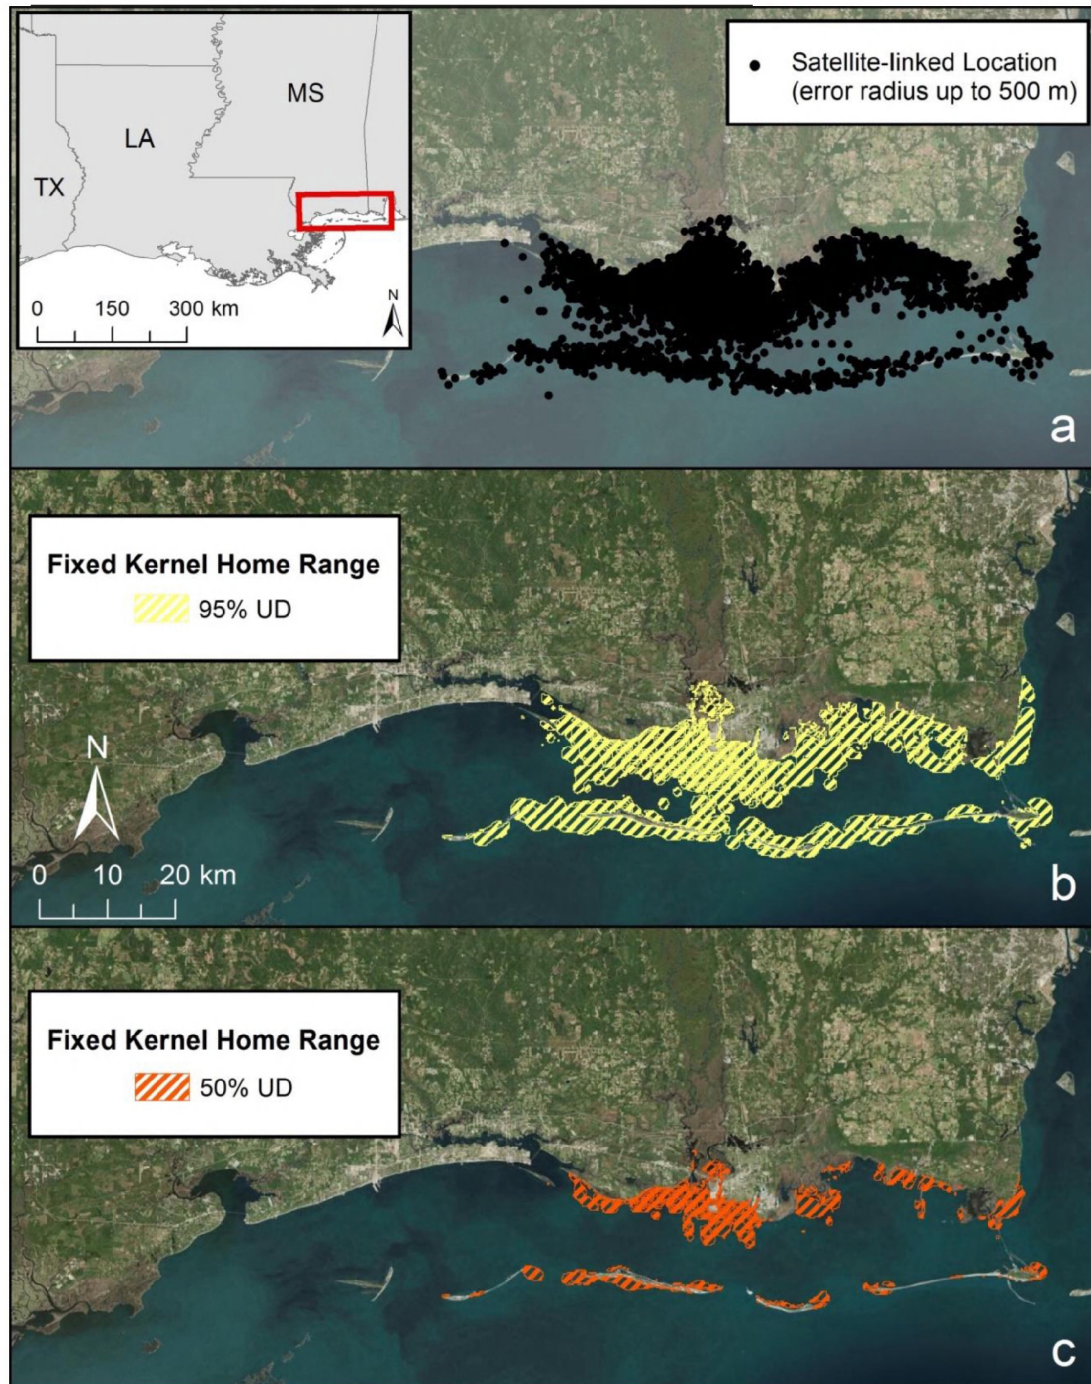 Satellite-linked Location
(error radius up to 500 m)
MS
LA
TX
N
0 150 300 km
a
Fixed Kernel Home Range
95% UD
N
0 10 20 km
b
Fixed Kernel Home Range
50% UD
c